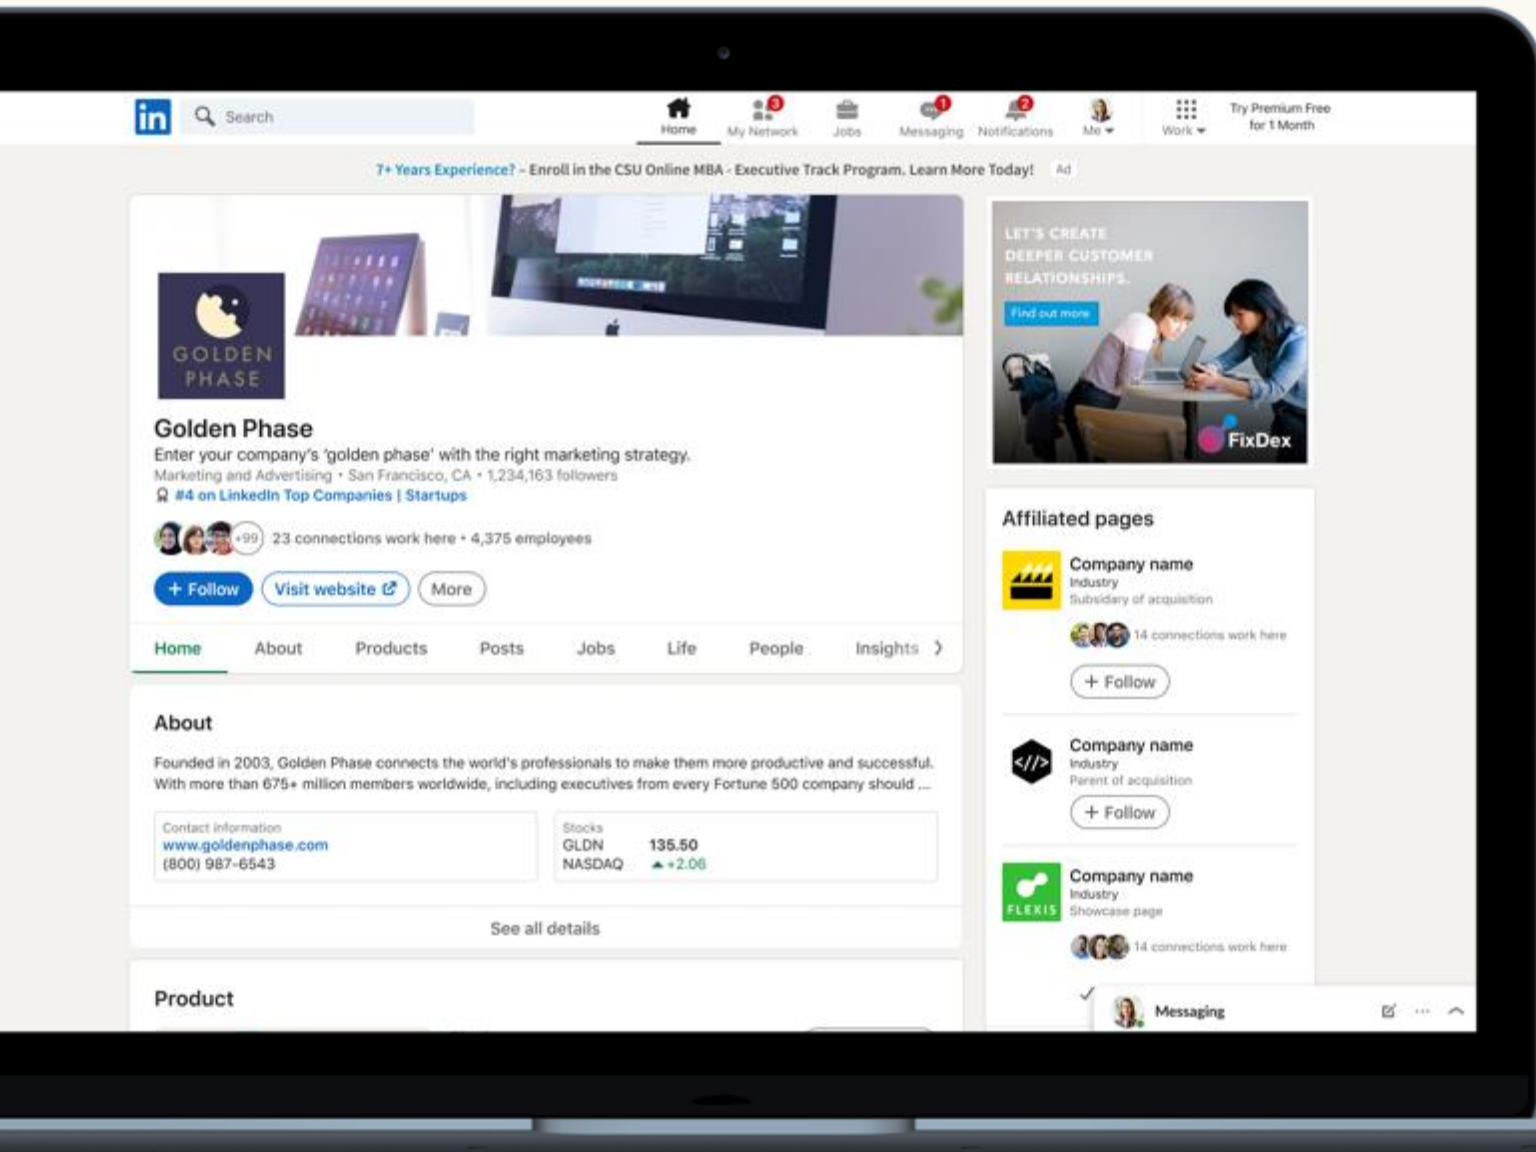 in
Search
Home
3
My Network
Jobs
1
Messaging
2
Notifications
Me
Work
Try Premium Free
for 1 Month
7+ Years Experience? – Enroll in the CSU Online MBA - Executive Track Program. Learn More Today!
Ad
GOLDEN
PHASE
Golden Phase
Enter your company's 'golden phase' with the right marketing strategy.
Marketing and Advertising • San Francisco, CA • 1,234,163 followers
#4 on LinkedIn Top Companies | Startups
+99
23 connections work here • 4,375 employees
+ Follow
Visit website
More
Home
About
Products
Posts
Jobs
Life
People
Insights
About
Founded in 2003, Golden Phase connects the world's professionals to make them more productive and successful.
With more than 675+ million members worldwide, including executives from every Fortune 500 company should ...
Contact information
www.goldenphase.com
(800) 987-6543
Stocks
GLDN 135.50
NASDAQ +2.06
See all details
Product
LET'S CREATE
DEEPER CUSTOMER
RELATIONSHIPS.
Find out more
FixDex
Affiliated pages
Company name
Industry
Subsidary of acquisition
14 connections work here
+ Follow
</>
Company name
Industry
Parent of acquisition
+ Follow
FLEXIS
Company name
Industry
Showcase page
14 connections work here
Messaging